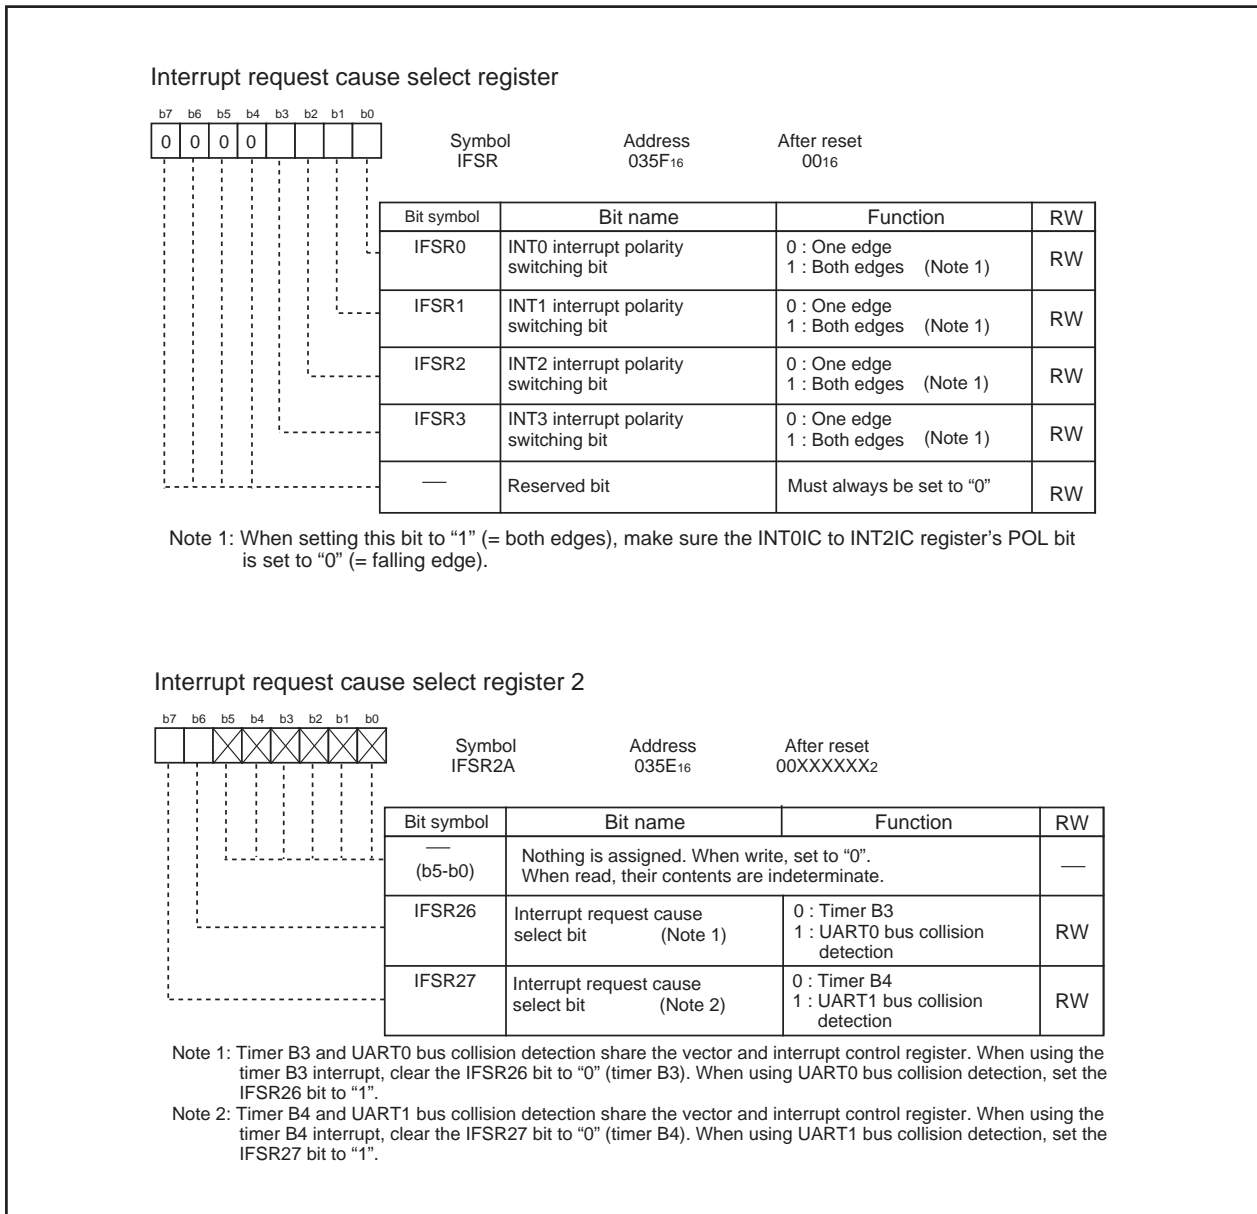 Interrupt request cause select register
b7 b6 b5 b4 b3 b2 b1 b0
0 0 0 0
Symbol Address After reset
IFSR 035F16 0016
Bit symbol Bit name Function RW
IFSR0 INT0 interrupt polarity switching bit 0 : One edge
1 : Both edges (Note 1) RW
IFSR1 INT1 interrupt polarity switching bit 0 : One edge
1 : Both edges (Note 1) RW
IFSR2 INT2 interrupt polarity switching bit 0 : One edge
1 : Both edges (Note 1) RW
IFSR3 INT3 interrupt polarity switching bit 0 : One edge
1 : Both edges (Note 1) RW
— Reserved bit Must always be set to “0” RW
Note 1: When setting this bit to “1” (= both edges), make sure the INT0IC to INT2IC register’s POL bit
is set to “0” (= falling edge).
Interrupt request cause select register 2
b7 b6 b5 b4 b3 b2 b1 b0
Symbol Address After reset
IFSR2A 035E16 00XXXXXX2
Bit symbol Bit name Function RW
— (b5-b0) Nothing is assigned. When write, set to “0”.
When read, their contents are indeterminate. —
IFSR26 Interrupt request cause select bit (Note 1) 0 : Timer B3
1 : UART0 bus collision detection RW
IFSR27 Interrupt request cause select bit (Note 2) 0 : Timer B4
1 : UART1 bus collision detection RW
Note 1: Timer B3 and UART0 bus collision detection share the vector and interrupt control register. When using the
timer B3 interrupt, clear the IFSR26 bit to “0” (timer B3). When using UART0 bus collision detection, set the
IFSR26 bit to “1”.
Note 2: Timer B4 and UART1 bus collision detection share the vector and interrupt control register. When using the
timer B4 interrupt, clear the IFSR27 bit to “0” (timer B4). When using UART1 bus collision detection, set the
IFSR27 bit to “1”.